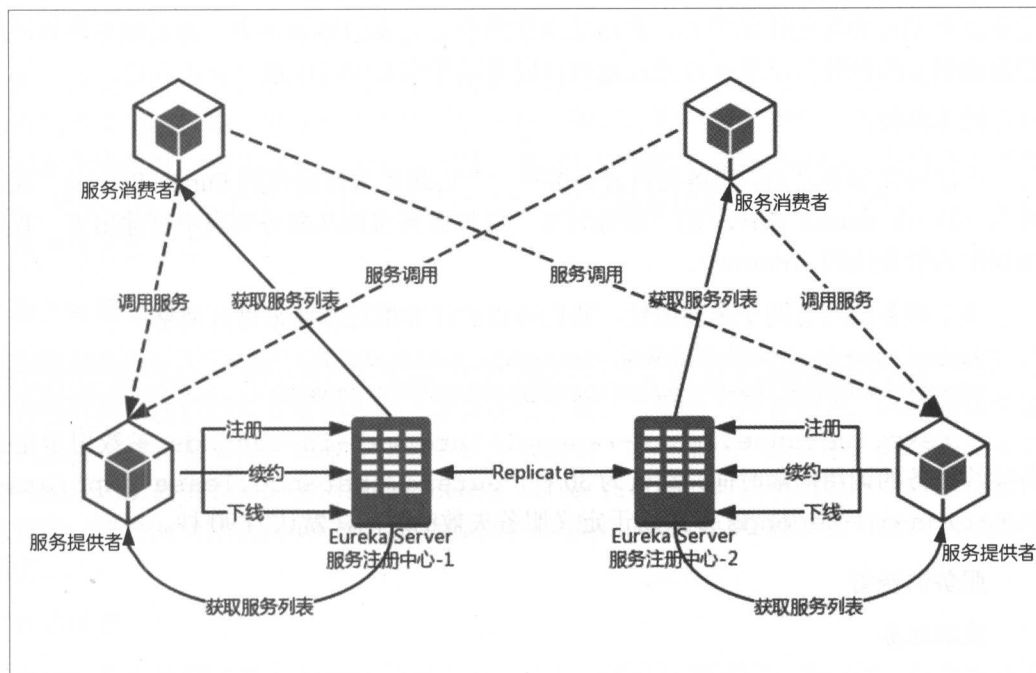 服务消费者
服务消费者
服务调用
服务调用
调用服务
获取服务列表
获取服务列表
调用服务
注册
续约
下线
Replicate
注册
续约
下线
服务提供者
Eureka Server
服务注册中心-1
Eureka Server
服务注册中心-2
服务提供者
获取服务列表
获取服务列表